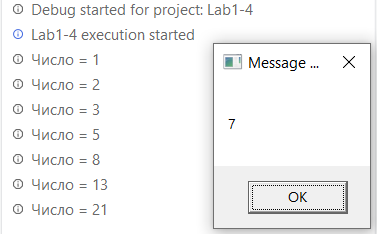 Debug started for project: Lab1-4
Lab1-4 execution started
Число = 1
Число = 2
Число = 3
Число = 5
Число = 8
Число = 13
Число = 21
Message ...
7
OK